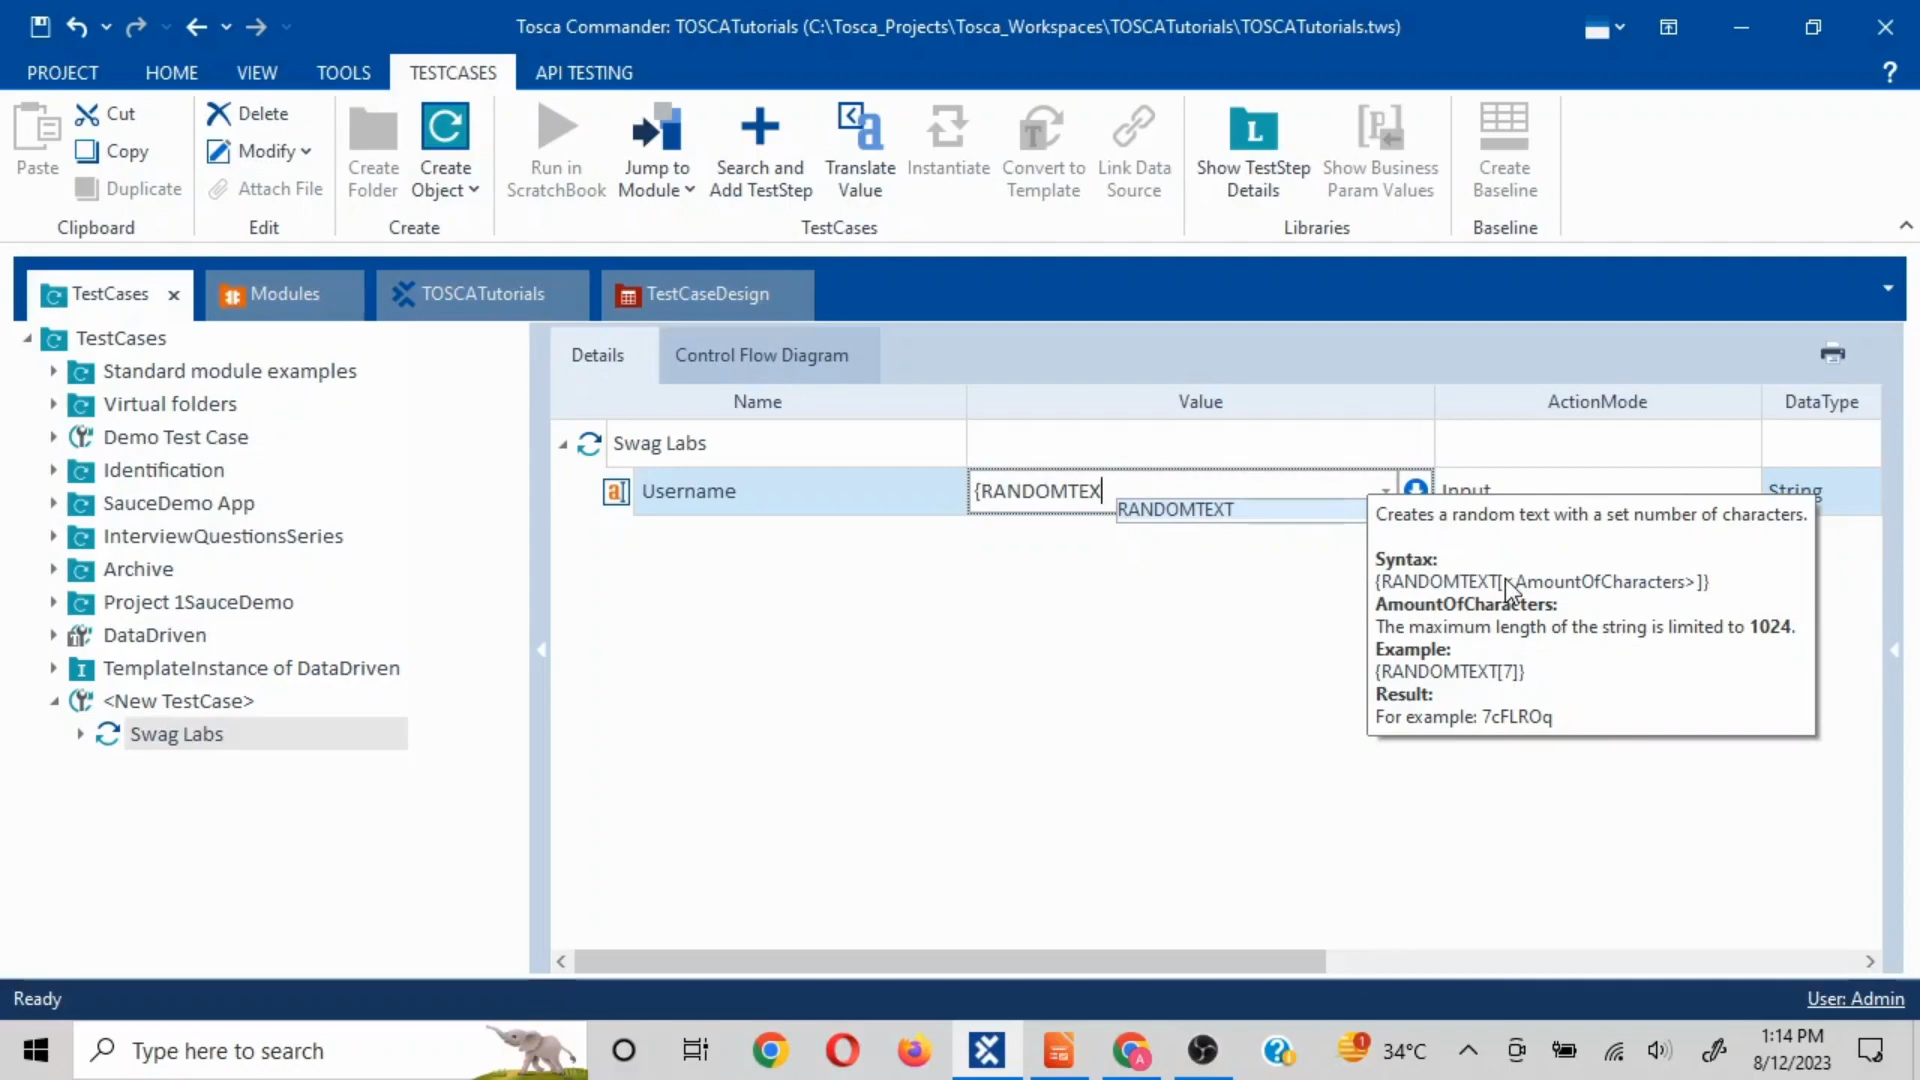 Tosca Commander: TOSCATutorials (C:\Tosca_Projects\Tosca_Workspaces\TOSCATutorials\TOSCATutorials.tws)
PROJECT HOME VIEW TOOLS TESTCASES API TESTING ?
Paste
Cut
Copy
Duplicate
Clipboard
Delete
Modify
Attach File
Edit
Create Folder
Create Object
Create
Run in ScratchBook
Jump to Module
Search and Add TestStep
Translate Value
Instantiate
Convert to Template
Link Data Source
TestCases
Show TestStep Details
Show Business Param Values
Libraries
Create Baseline
Baseline
TestCases Modules TOSCATutorials TestCaseDesign
TestCases
Standard module examples
Virtual folders
Demo Test Case
Identification
SauceDemo App
InterviewQuestionsSeries
Archive
Project 1SauceDemo
DataDriven
TemplateInstance of DataDriven
<New TestCase>
Swag Labs
Details Control Flow Diagram
Name Value ActionMode DataType
Swag Labs
Username {RANDOMTEX Input String
RANDOMTEXT
Creates a random text with a set number of characters.
Syntax:
{RANDOMTEXT[<AmountOfCharacters>]}
AmountOfCharacters:
The maximum length of the string is limited to 1024.
Example:
{RANDOMTEXT[7]}
Result:
For example: 7cFLROq
Ready User: Admin
Type here to search
1
34°C
1:14 PM
8/12/2023